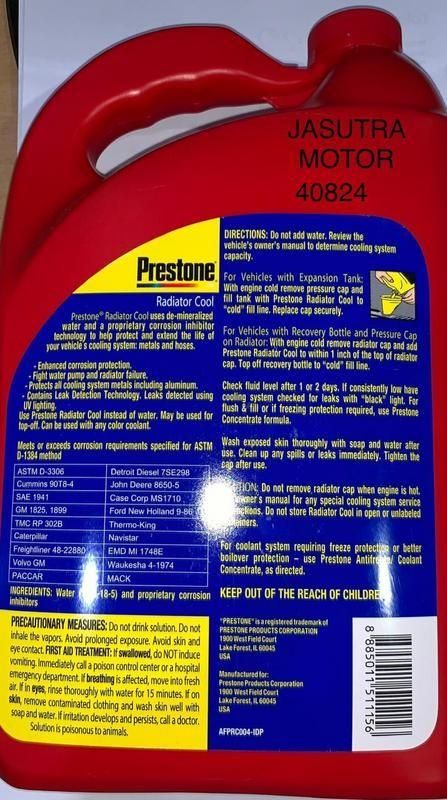 JASUTRA
MOTOR
40824
Prestone
Radiator Cool
Prestone® Radiator Cool uses de-mineralized
water and a proprietary corrosion inhibitor
technology to help protect and extend the life of
your vehicle's cooling system: metals and hoses.
- Enhanced corrosion protection.
- Fight water pump and radiator failure.
- Protects all cooling system metals including aluminum.
- Contains Leak Detection Technology. Leaks detected using
UV lighting.
Use Prestone Radiator Cool instead of water. May be used for
top-off. Can be used with any color coolant.
Meets or exceeds corrosion requirements specified for ASTM
D-1384 method
ASTM D-3306 Detroit Diesel 7SE298
Cummins 90T8-4 John Deere 8650-5
SAE 1941 Case Corp MS1710
GM 1825, 1899 Ford New Holland 9-86
TMC RP 302B Thermo-King
Caterpillar Navistar
Freightliner 48-22880 EMD MI 1748E
Volvo GM Waukesha 4-1974
PACCAR MACK
INGREDIENTS: Water 18-5) and proprietary corrosion
inhibitors
PRECAUTIONARY MEASURES: Do not drink solution. Do not
inhale the vapors. Avoid prolonged exposure. Avoid skin and
eye contact. FIRST AID TREATMENT: If swallowed, do NOT induce
vomiting. Immediately call a poison control center or a hospital
emergency department. If breathing is affected, move into fresh
air. If in eyes, rinse thoroughly with water for 15 minutes. If on
skin, remove contaminated clothing and wash skin well with
soap and water. If irritation develops and persists, call a doctor.
Solution is poisonous to animals.
DIRECTIONS: Do not add water. Review the
vehicle's owner's manual to determine cooling system
capacity.
For Vehicles with Expansion Tank:
With engine cold remove pressure cap and
fill tank with Prestone Radiator Cool to
"cold" fill line. Replace cap securely.
For Vehicles with Recovery Bottle and Pressure Cap
on Radiator: With engine cold remove radiator cap and add
Prestone Radiator Cool to within 1 inch of the top of radiator
cap. Top off recovery bottle to "cold" fill line.
Check fluid level after 1 or 2 days. If consistently low have
cooling system checked for leaks with "black" light. For
flush & fill or if freezing protection required, use Prestone
Concentrate formula.
Wash exposed skin thoroughly with soap and water after
use. Clean up any spills or leaks immediately. Tighten the
cap after use.
Do not remove radiator cap when engine is hot.
owner's manual for any special cooling system service
Do not store Radiator Cool in open or unlabeled
For coolant system requiring freeze protection or better
boilover protection – use Prestone Antifreeze/ Coolant
Concentrate, as directed.
KEEP OUT OF THE REACH OF CHILDREN
"PRESTONE" is a registered trademark of
PRESTONE PRODUCTS CORPORATION
1900 West Field Court
Lake Forest, IL 60045
USA
Manufactured for:
Prestone Products Corporation
1900 West Field Court
Lake Forest, IL 60045
USA
AFPRC004-IDP
8 885011 511156